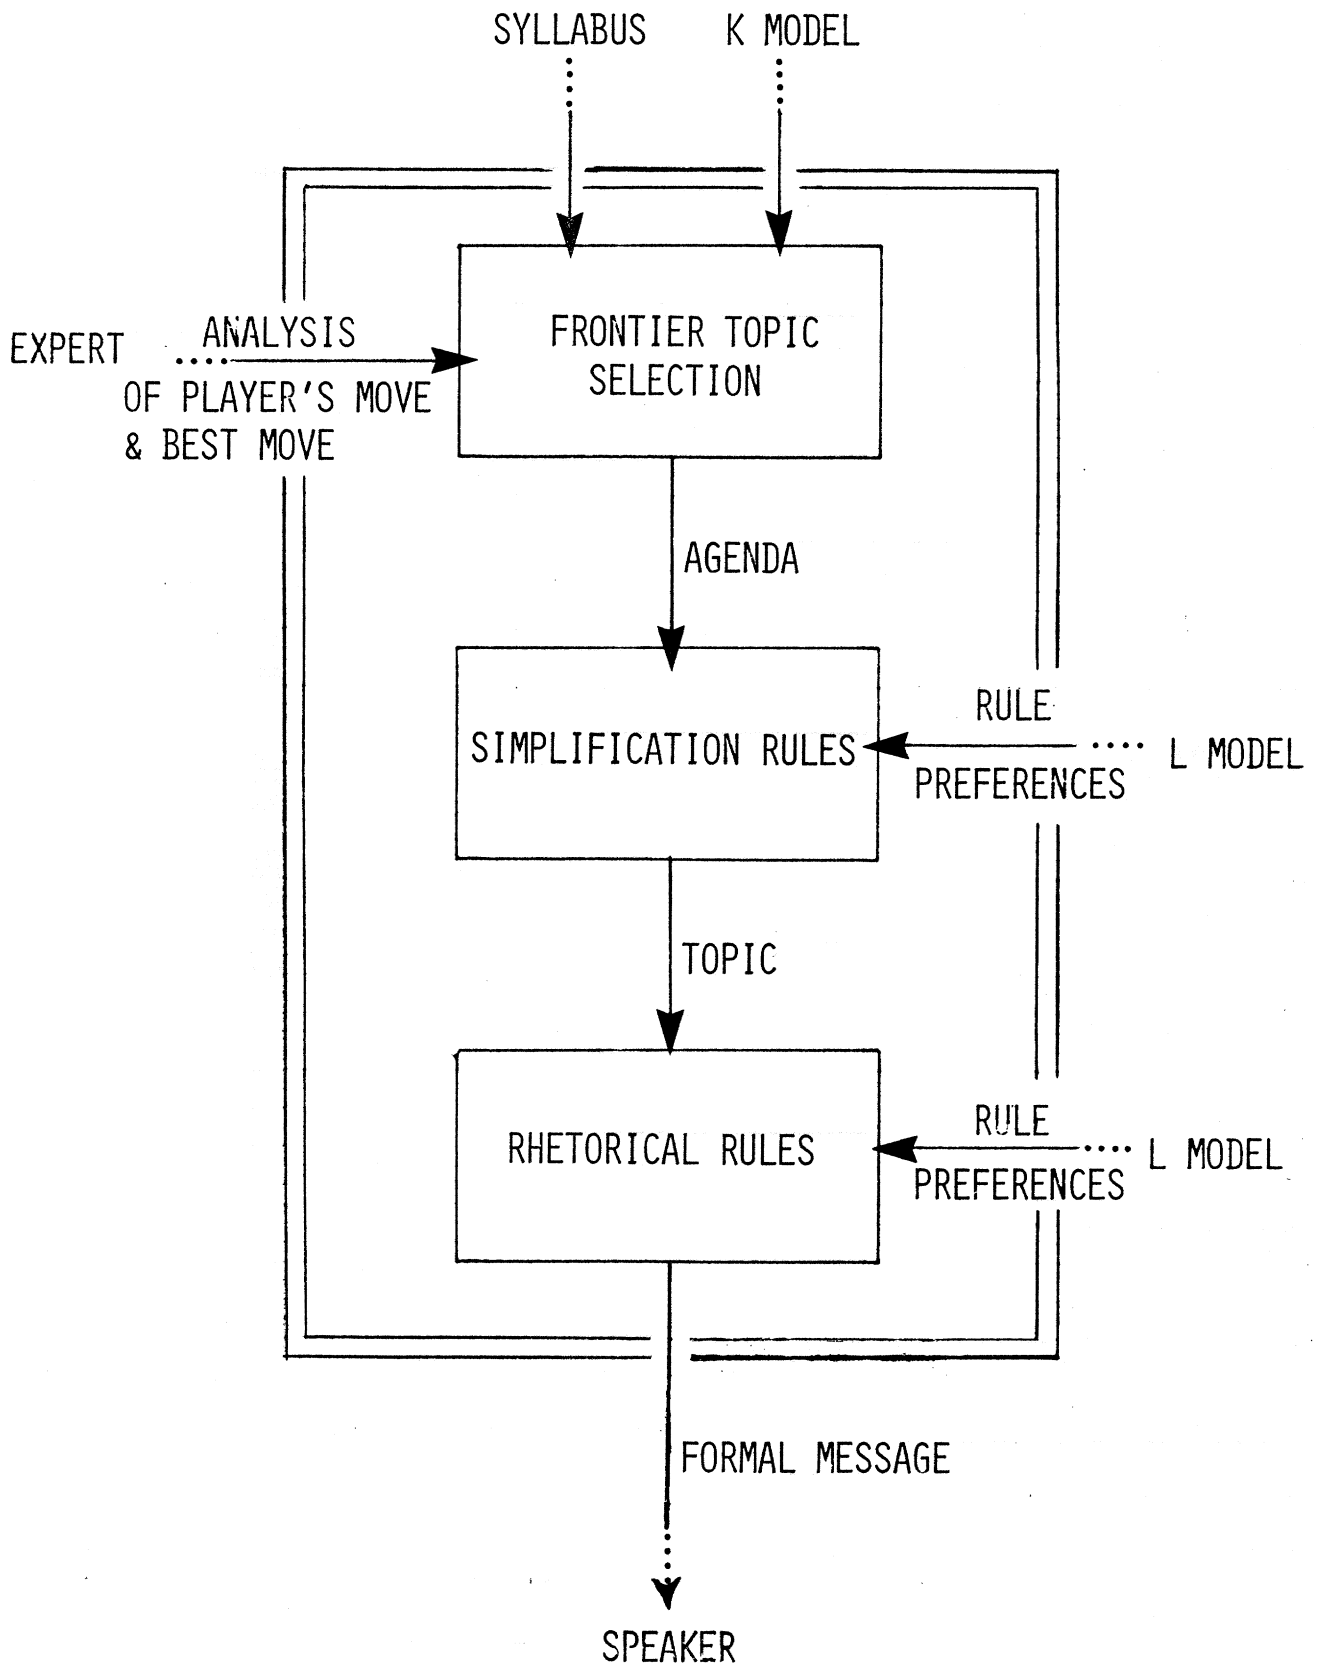 SYLLABUS
K MODEL
EXPERT
ANALYSIS
OF PLAYER'S MOVE
& BEST MOVE
FRONTIER TOPIC
SELECTION
AGENDA
SIMPLIFICATION RULES
RULE
PREFERENCES
L MODEL
TOPIC
RHETORICAL RULES
RULE
PREFERENCES
L MODEL
FORMAL MESSAGE
SPEAKER